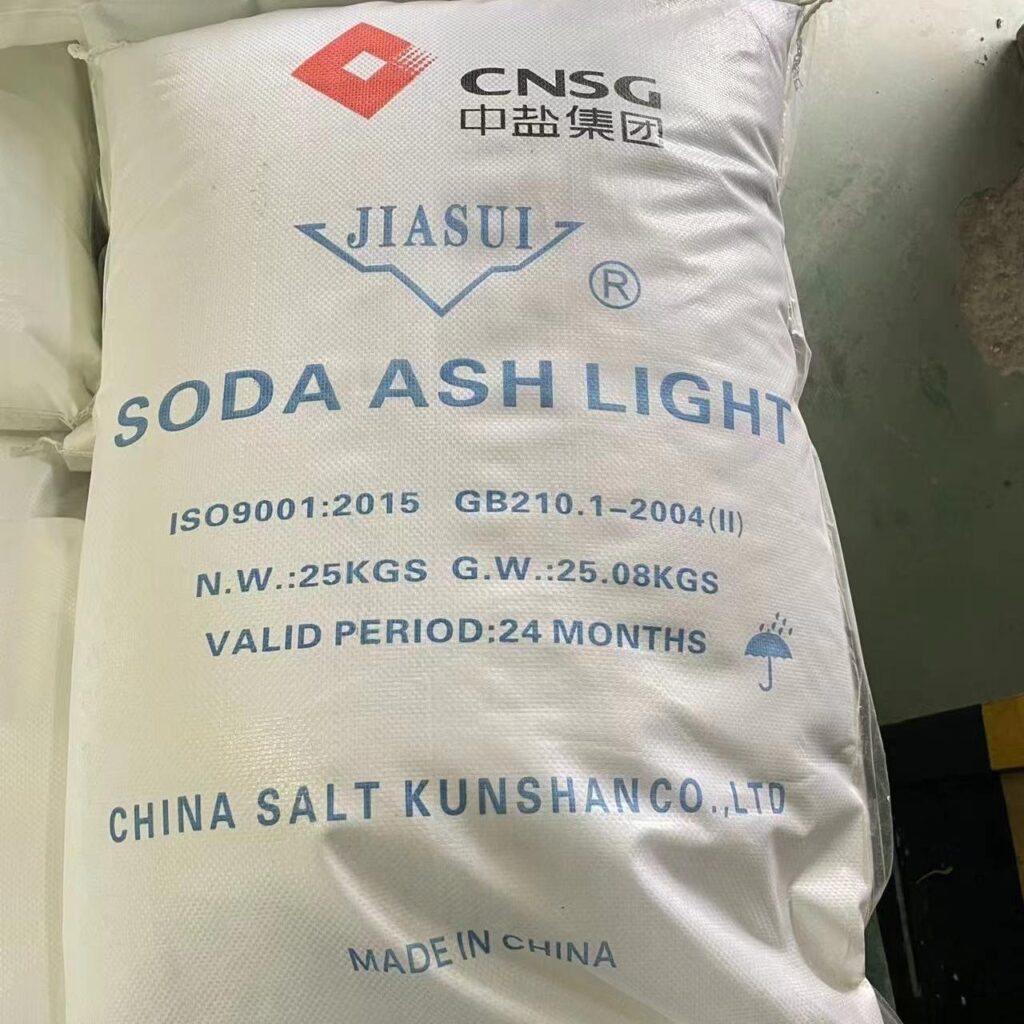 CNSG
中盐集团
JIASUI
®
SODA ASH LIGHT
ISO9001:2015 GB210.1-2004(II)
N.W.:25KGS G.W.:25.08KGS
VALID PERIOD:24 MONTHS
CHINA SALT KUNSHANCO.,LTD
MADE IN CHINA